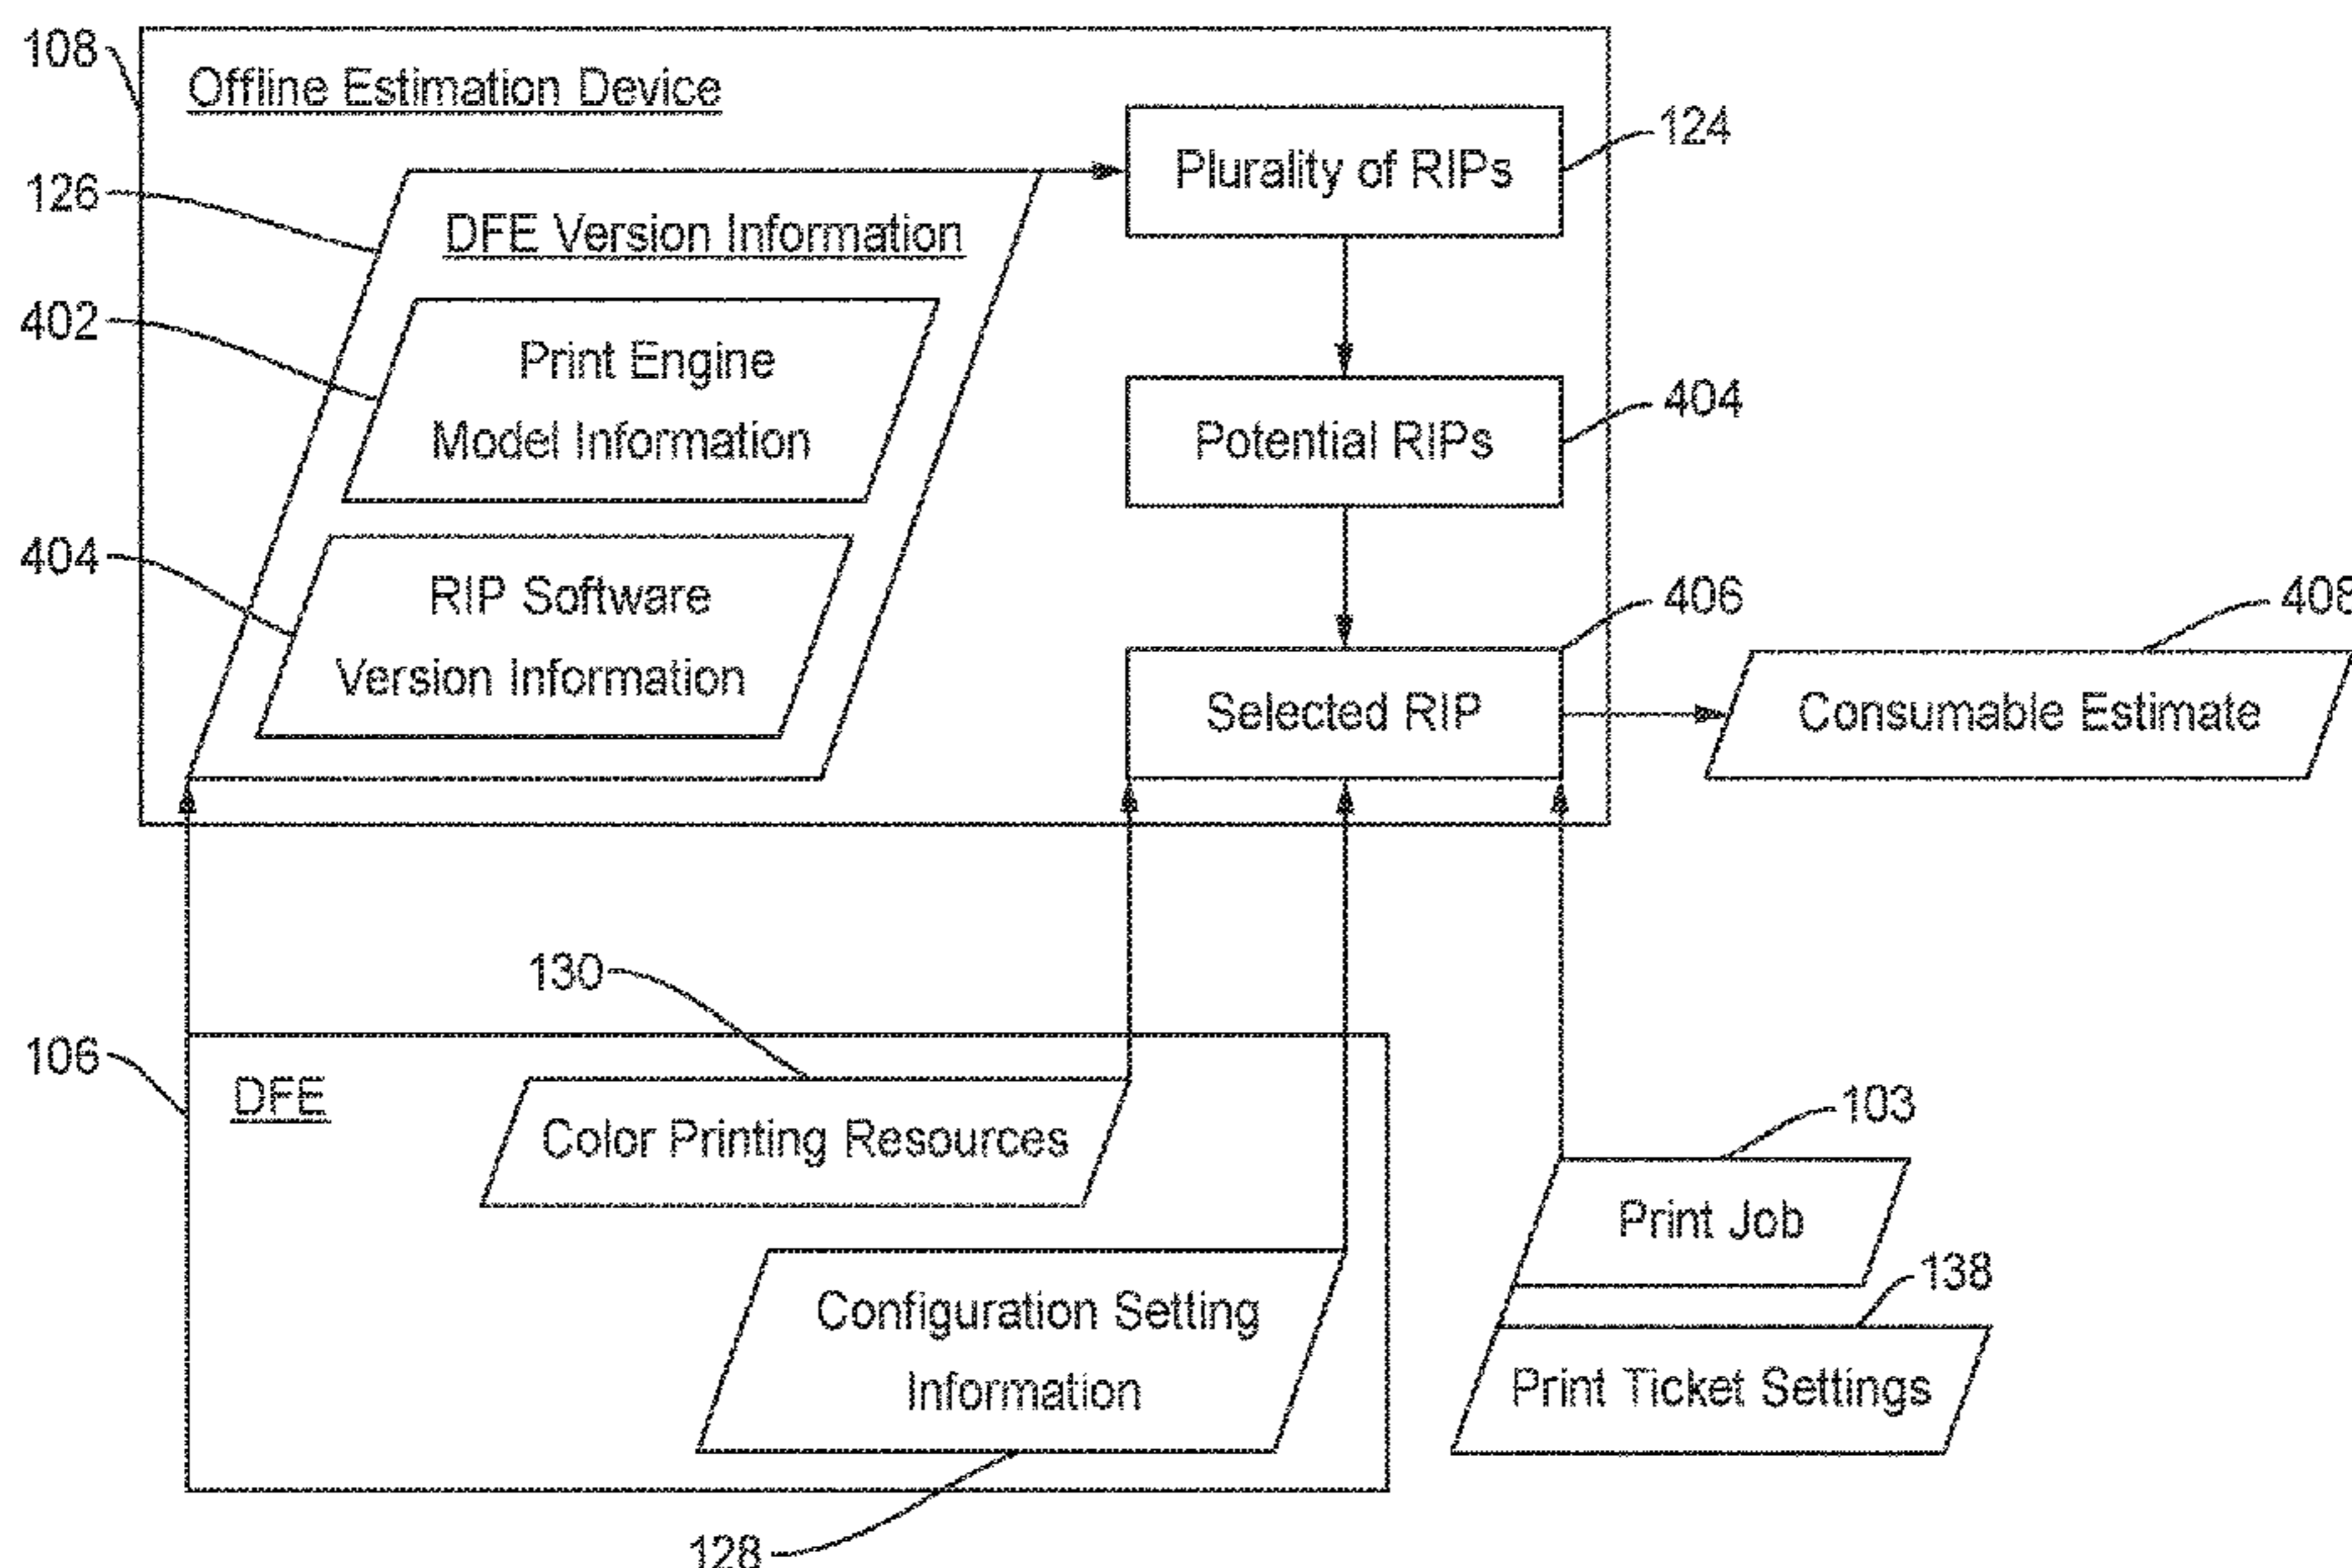 108
Offline Estimation Device
124
Plurality of RIPs
126
DFE Version Information
402
Print Engine
Model Information
404
Potential RIPs
404
RIP Software
Version Information
406
Selected RIP
408
Consumable Estimate
130
106
DFE
Color Printing Resources
103
Print Job
138
Configuration Setting
Information
Print Ticket Settings
128